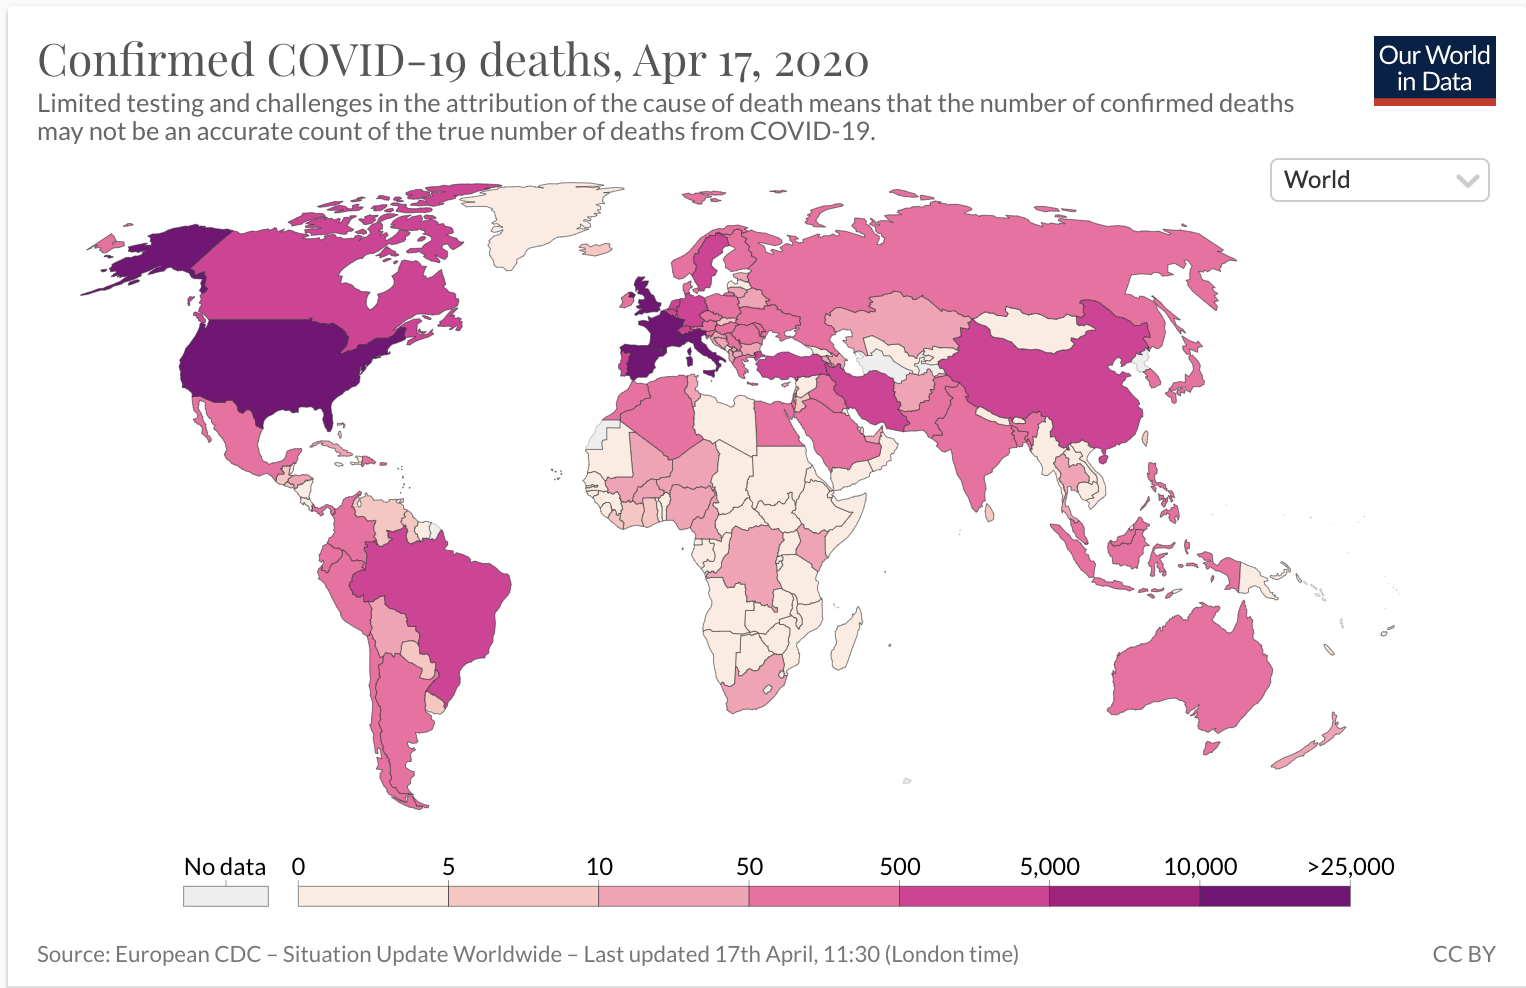 Confirmed COVID-19 deaths, Apr 17, 2020
Our World
in Data
Limited testing and challenges in the attribution of the cause of death means that the number of confirmed deaths
may not be an accurate count of the true number of deaths from COVID-19.
World
No data 0 5 10 50 500 5,000 10,000 >25,000
Source: European CDC – Situation Update Worldwide – Last updated 17th April, 11:30 (London time) CC BY